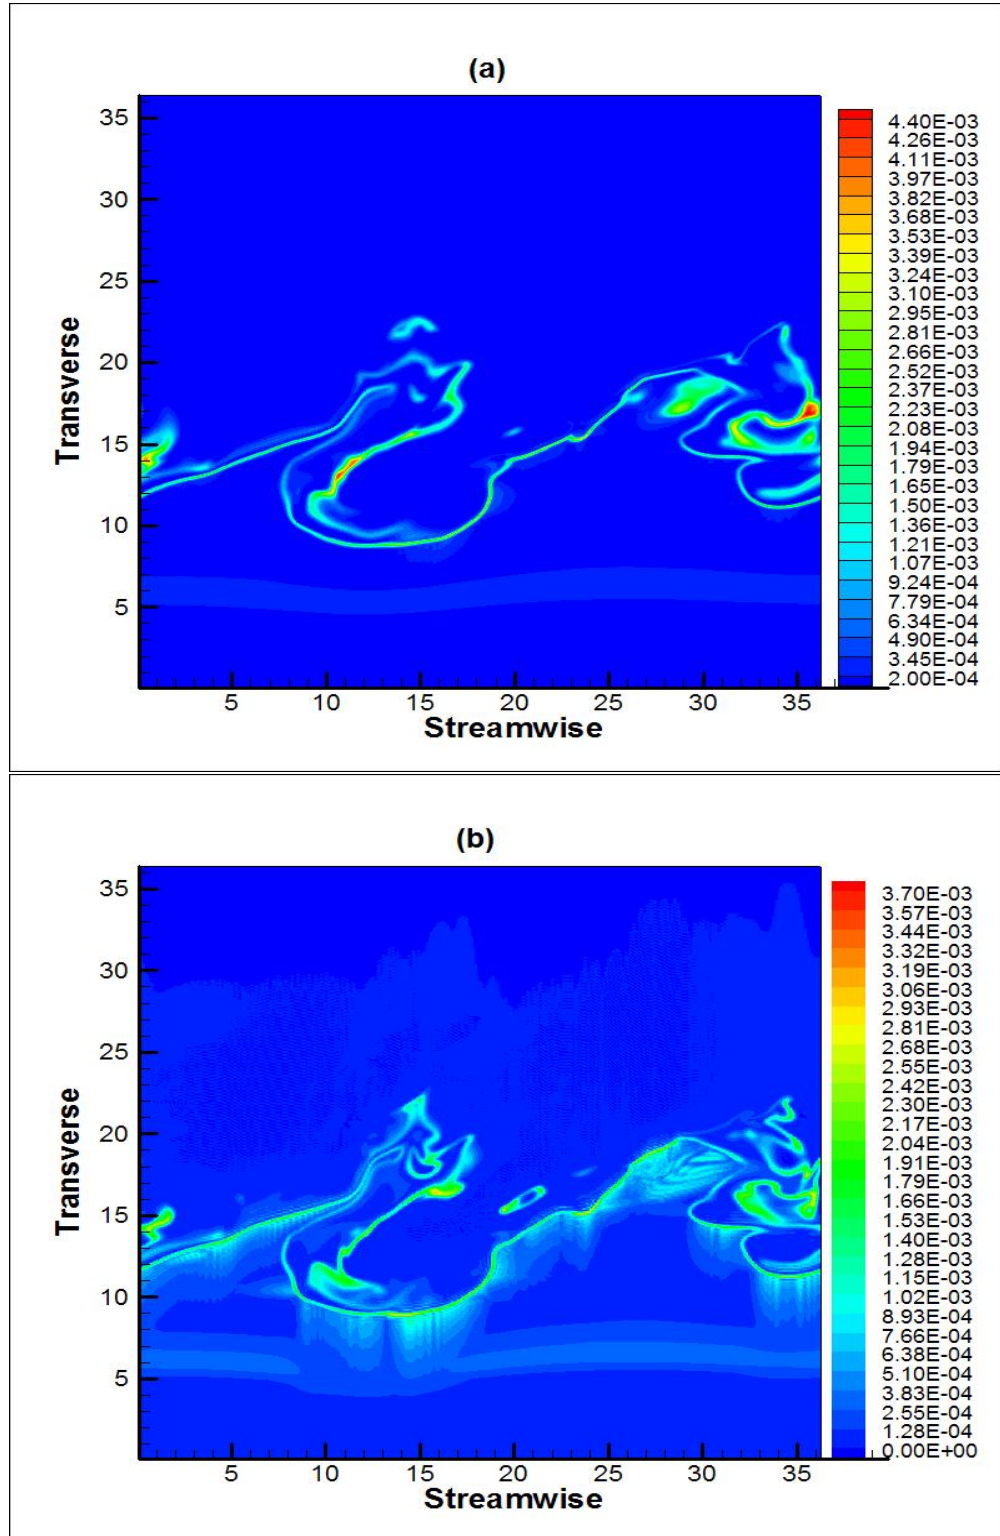 (a)
35
30
25
20
15
10
5
Transverse
5 10 15 20 25 30 35
Streamwise
4.40E-03
4.26E-03
4.11E-03
3.97E-03
3.82E-03
3.68E-03
3.53E-03
3.39E-03
3.24E-03
3.10E-03
2.95E-03
2.81E-03
2.66E-03
2.52E-03
2.37E-03
2.23E-03
2.08E-03
1.94E-03
1.79E-03
1.65E-03
1.50E-03
1.36E-03
1.21E-03
1.07E-03
9.24E-04
7.79E-04
6.34E-04
4.90E-04
3.45E-04
2.00E-04
(b)
35
30
25
20
15
10
5
Transverse
5 10 15 20 25 30 35
Streamwise
3.70E-03
3.57E-03
3.44E-03
3.32E-03
3.19E-03
3.06E-03
2.93E-03
2.81E-03
2.68E-03
2.55E-03
2.42E-03
2.30E-03
2.17E-03
2.04E-03
1.91E-03
1.79E-03
1.66E-03
1.53E-03
1.40E-03
1.28E-03
1.15E-03
1.02E-03
8.93E-04
7.66E-04
6.38E-04
5.10E-04
3.83E-04
2.55E-04
1.28E-04
0.00E+00